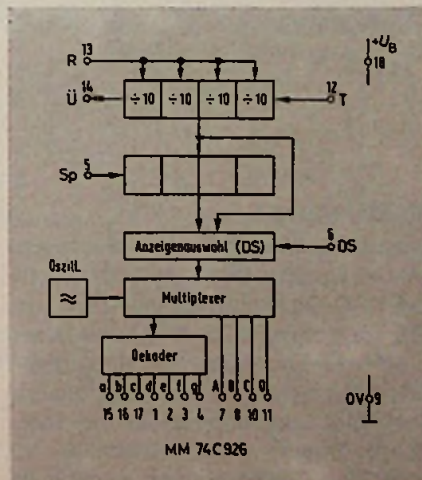 R 13
+U_B
18
Ü 14
÷10 ÷10 ÷10 ÷10
12 T
Sp 5
Anzeigenauswahl (DS)
6 DS
Oszill.
≈
Multiplexer
Dekoder
a b c d e f g A B C D
15 16 17 1 2 3 4 7 8 10 11
0V 9
MM 74C926